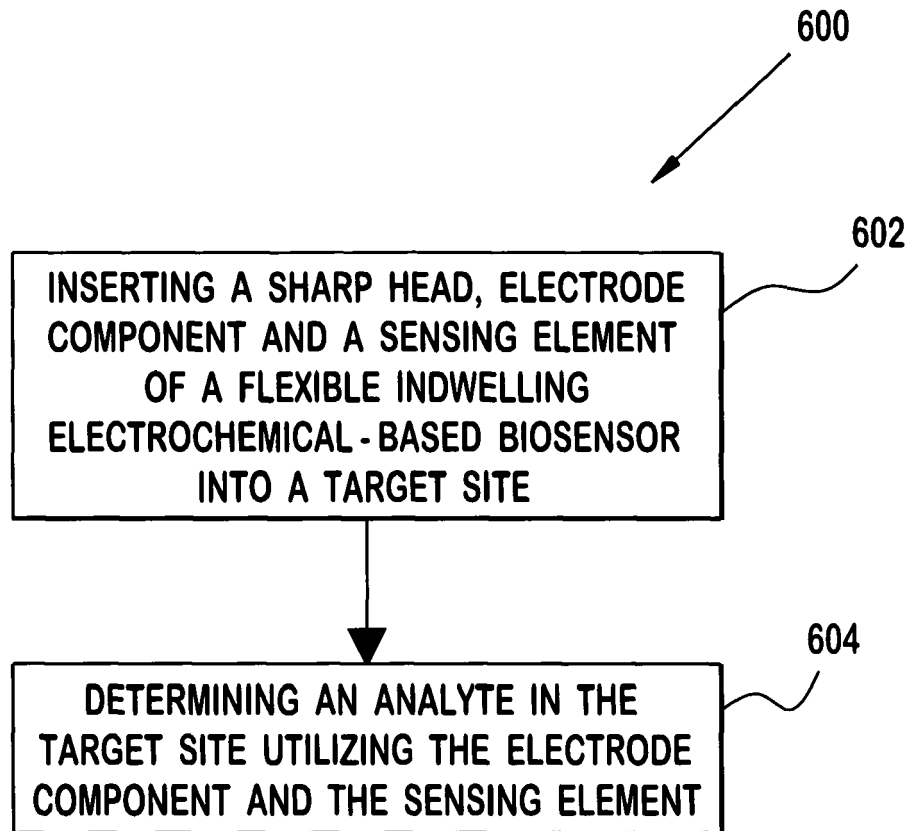 600
602
INSERTING A SHARP HEAD, ELECTRODE
COMPONENT AND A SENSING ELEMENT
OF A FLEXIBLE INDWELLING
ELECTROCHEMICAL-BASED BIOSENSOR
INTO A TARGET SITE
604
DETERMINING AN ANALYTE IN THE
TARGET SITE UTILIZING THE ELECTRODE
COMPONENT AND THE SENSING ELEMENT